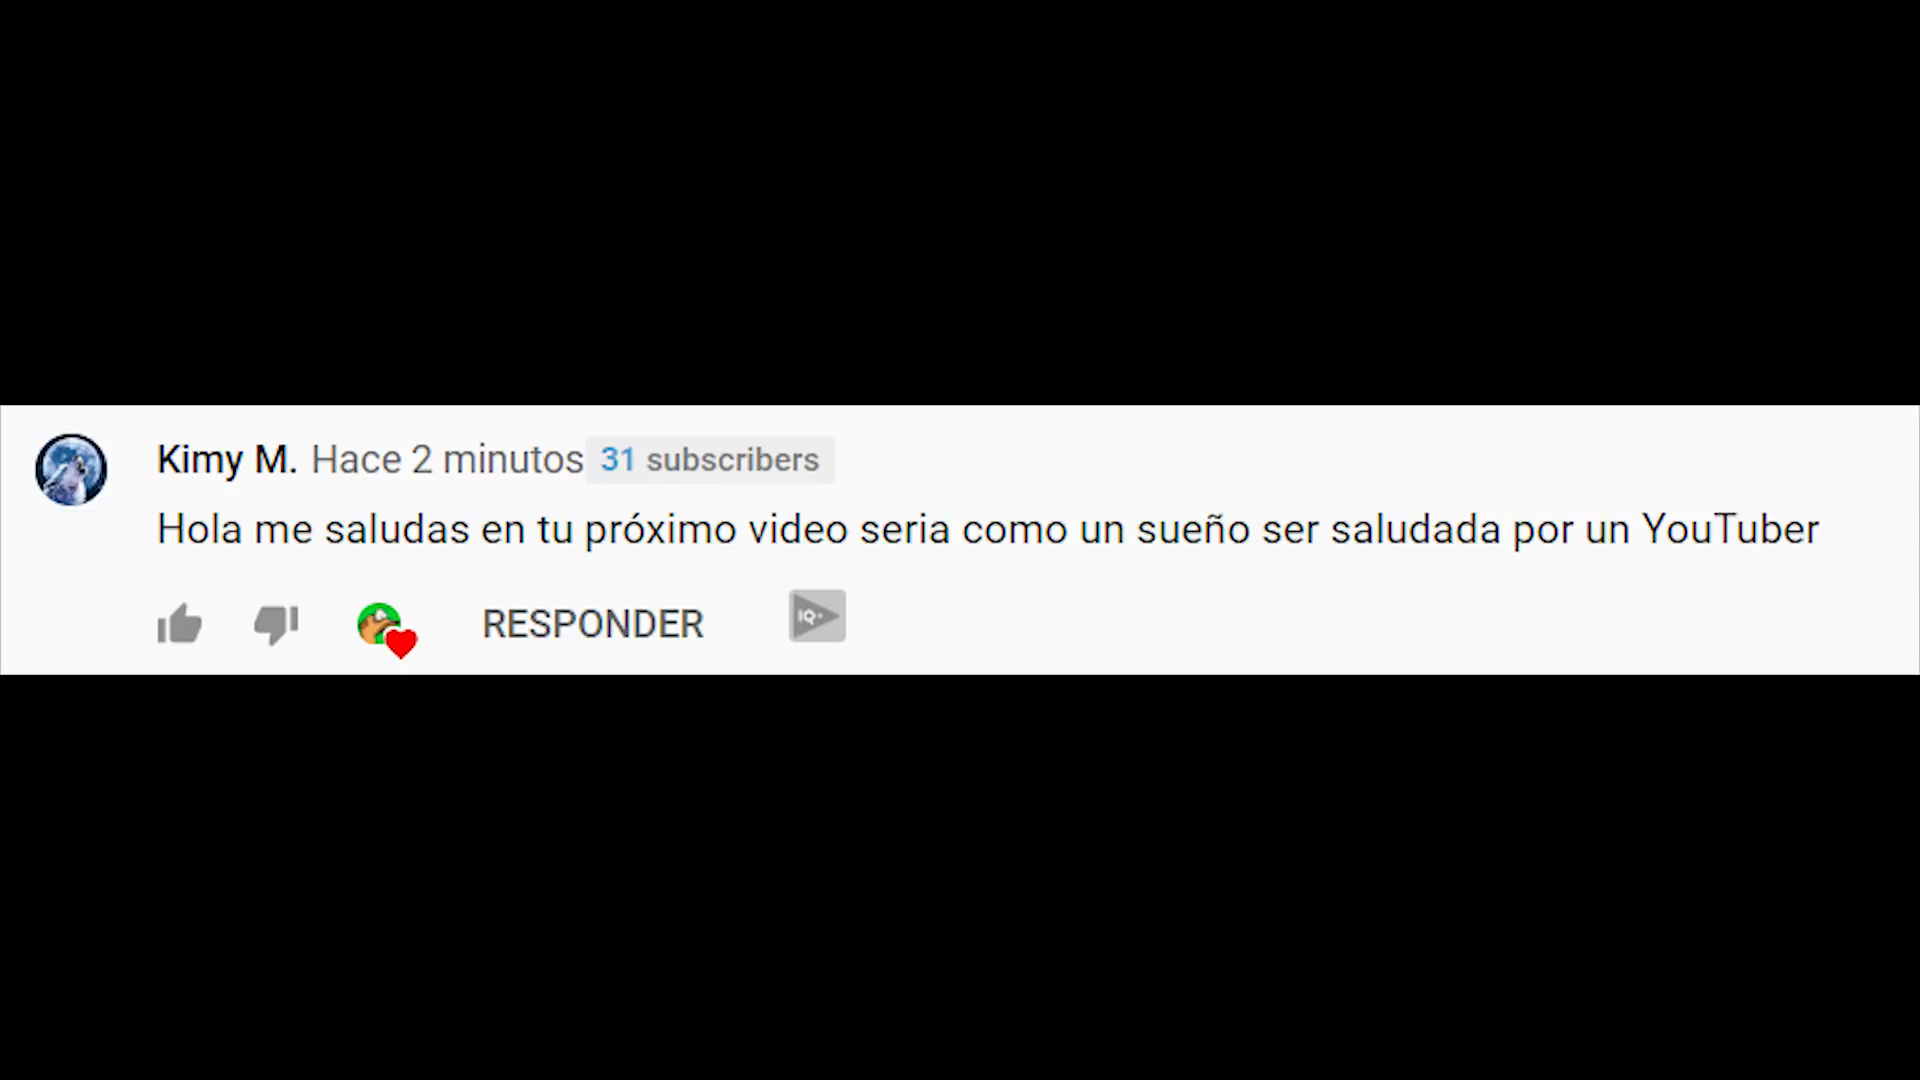 Kimy M. Hace 2 minutos 31 subscribers
Hola me saludas en tu próximo video seria como un sueño ser saludada por un YouTuber
RESPONDER IQ